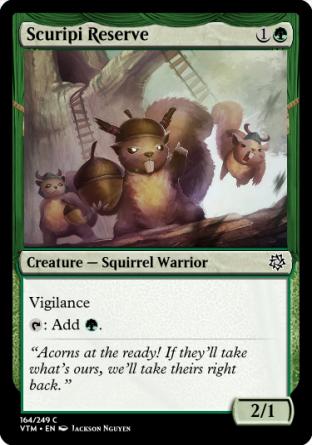 Scuripi Reserve 1
Creature — Squirrel Warrior
Vigilance
: Add .
“Acorns at the ready! If they’ll take
what’s ours, we’ll take theirs right
back.”
2/1
164/249 C
VTM • EN Jackson Nguyen